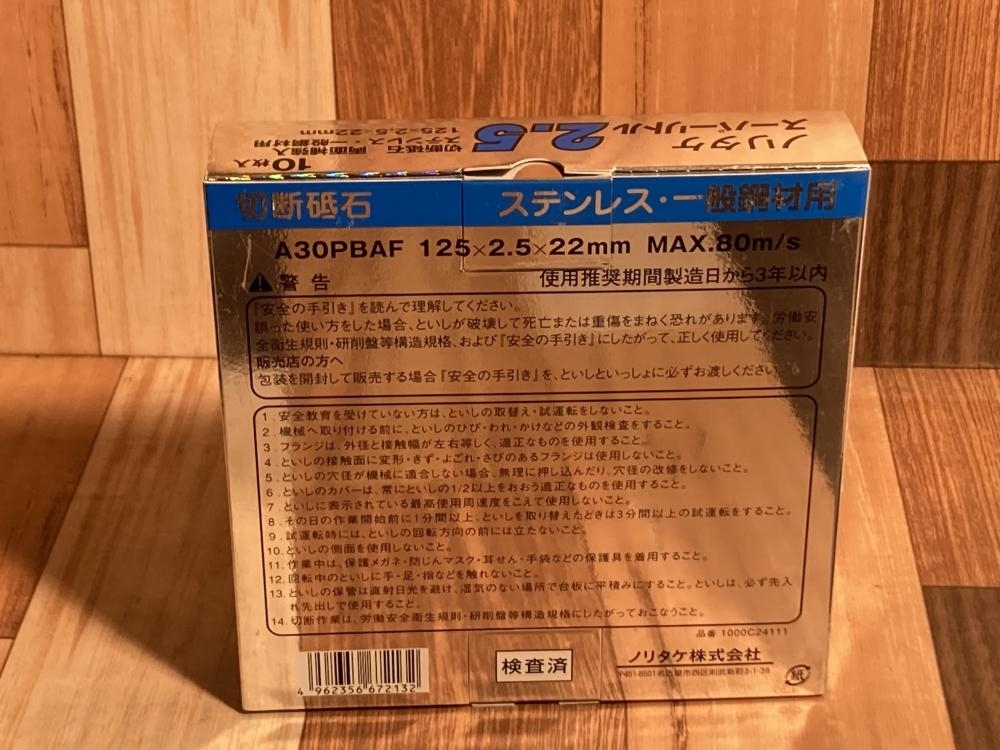 ノリタケ
スーパーリトル 2.5
切断砥石 両面補強入
ステンレス・一般鋼材用
125×2.5×22mm
10枚入
切断砥石 ステンレス・一般鋼材用
A30PBAF 125×2.5×22mm MAX.80m/s
警告 使用推奨期間製造日から3年以内
『安全の手引き』を読んで理解してください。
誤った使い方をした場合、といしが破壊して死亡または重傷をまねく恐れがあります。労働安
全衛生規則・研削盤等構造規格、および『安全の手引き』にしたがって、正しく使用してください。
販売店の方へ
包装を開封して販売する場合『安全の手引き』を、といしといっしょに必ずお渡しください。
1. 安全教育を受けていない方は、といしの取替え・試運転をしないこと。
2. 機械へ取り付ける前に、といしのひび・われ・かけなどの外観検査をすること。
3. フランジは、外径と接触幅が左右等しく、適正なものを使用すること。
4. といしの接触面に変形・きず・よごれ・さびのあるフランジは使用しないこと。
5. といしの穴径が機械に適合しない場合、無理に押し込んだり、穴径の改修をしないこと。
6. といしのカバーは、常にといしの1/2以上をおおう適正なものを使用すること。
7. といしに表示されている最高使用周速度をこえて使用しないこと。
8. その日の作業開始前に1分間以上、といしを取り替えたときは3分間以上の試運転をすること。
9. 試運転時には、といしの回転方向の前には立たないこと。
10. といしの側面を使用しないこと。
11. 作業中は、保護メガネ・防じんマスク・耳せん・手袋などの保護具を着用すること。
12. 回転中のといしに手・足・指などを触れないこと。
13. といしの保管は直射日光を避け、湿気のない場所で台板に平積みにすること。といしは、必ず先入
れ先出しで使用すること。
14. 切断作業は、労働安全衛生規則・研削盤等構造規格にしたがっておこなうこと。
品番 1000C24111
4 962356 672132
検査済
ノリタケ株式会社
〒451-8501名古屋市西区則武新町3-1-36
紙